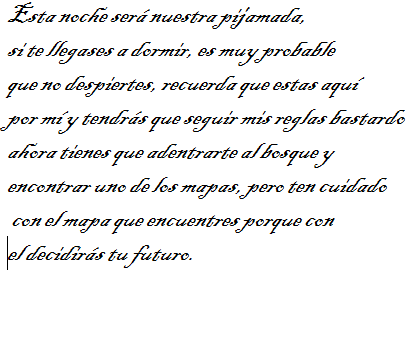 Esta noche será nuestra pijamada,
si te llegases a dormir, es muy probable
que no despiertes, recuerda que estas aquí
por mí y tendrás que seguir mis reglas bastardo
ahora tienes que adentrarte al bosque y
encontrar uno de los mapas, pero ten cuidado
con el mapa que encuentres porque con
el decidirás tu futuro.